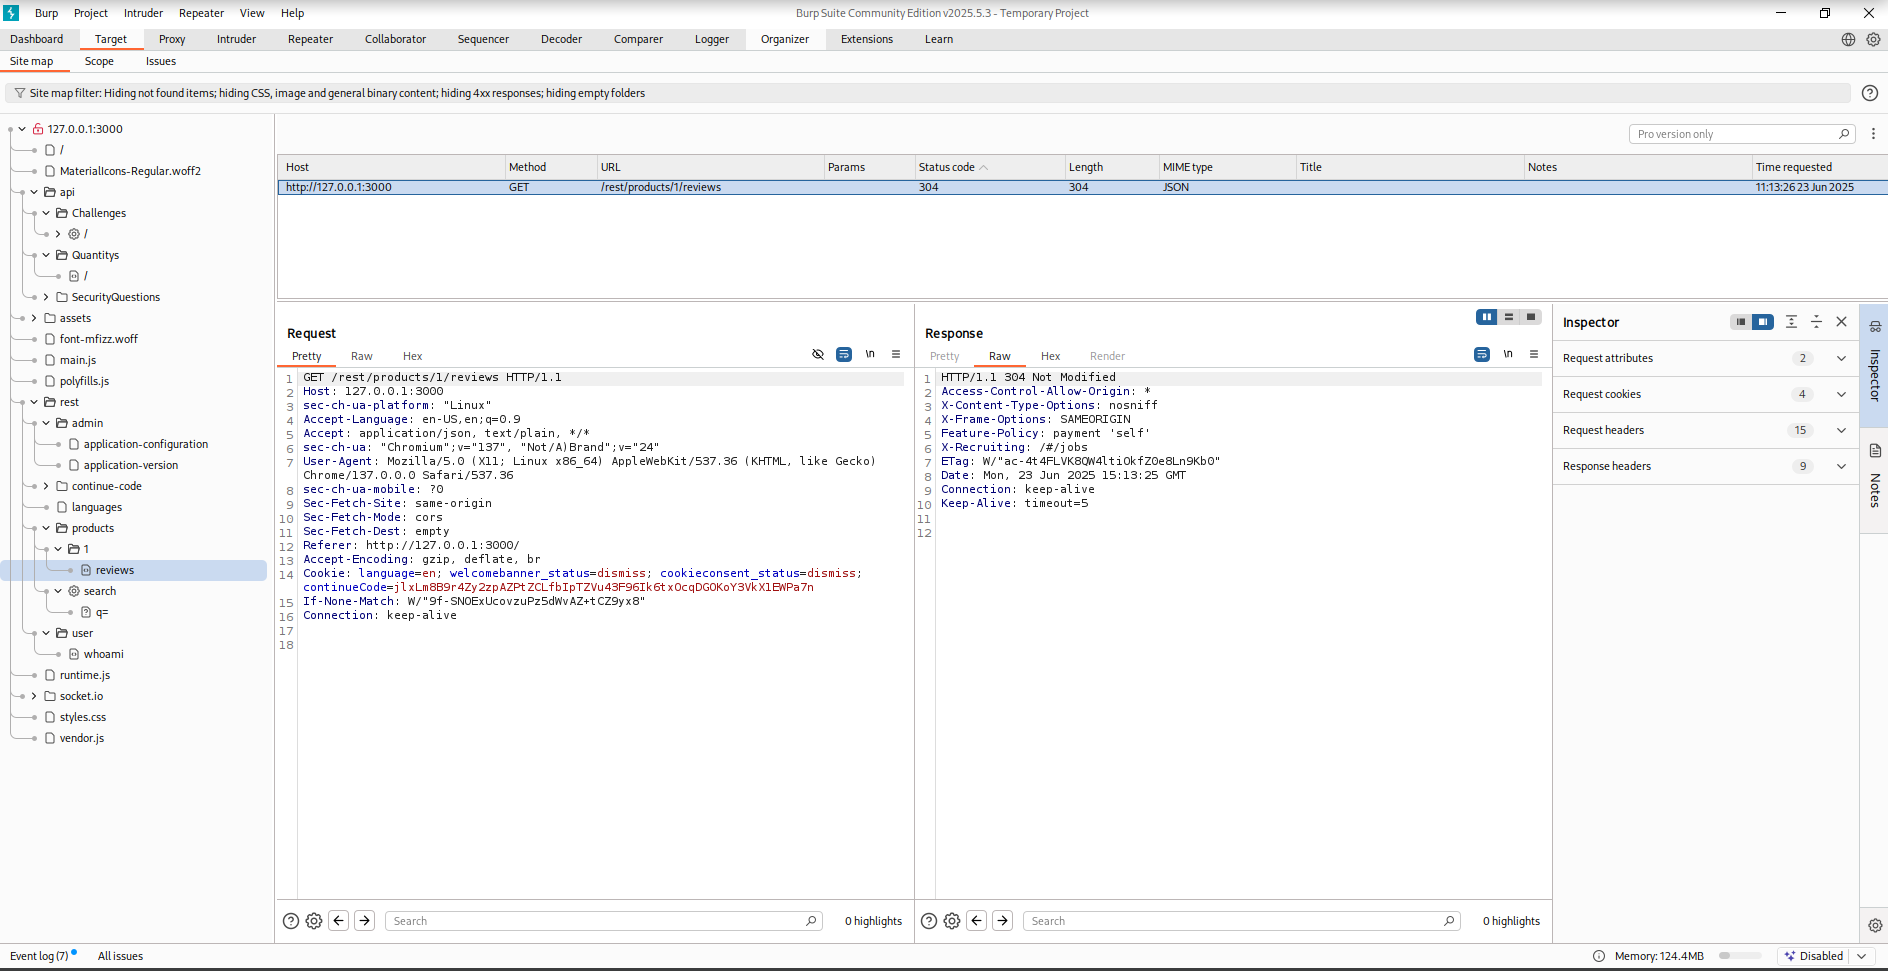 Burp Project Intruder Repeater View Help
Burp Suite Community Edition v2025.5.3 - Temporary Project
Dashboard Target Proxy Intruder Repeater Collaborator Sequencer Decoder Comparer Logger Organizer Extensions Learn
Site map Scope Issues
Site map filter: Hiding not found items; hiding CSS, image and general binary content; hiding 4xx responses; hiding empty folders
127.0.0.1:3000
/
MaterialIcons-Regular.woff2
api
Challenges
/
Quantitys
/
SecurityQuestions
assets
font-mfizz.woff
main.js
polyfills.js
rest
admin
application-configuration
application-version
continue-code
languages
products
1
reviews
search
q=
user
whoami
runtime.js
socket.io
styles.css
vendor.js
Pro version only
Host Method URL Params Status code Length MIME type Title Notes Time requested
http://127.0.0.1:3000 GET /rest/products/1/reviews 304 304 JSON 11:13:26 23 Jun 2025
Request
Pretty Raw Hex
\n
1 GET /rest/products/1/reviews HTTP/1.1
2 Host: 127.0.0.1:3000
3 sec-ch-ua-platform: "Linux"
4 Accept-Language: en-US,en;q=0.9
5 Accept: application/json, text/plain, */*
6 sec-ch-ua: "Chromium";v="137", "Not/A)Brand";v="24"
7 User-Agent: Mozilla/5.0 (X11; Linux x86_64) AppleWebKit/537.36 (KHTML, like Gecko)
Chrome/137.0.0.0 Safari/537.36
8 sec-ch-ua-mobile: ?0
9 Sec-Fetch-Site: same-origin
10 Sec-Fetch-Mode: cors
11 Sec-Fetch-Dest: empty
12 Referer: http://127.0.0.1:3000/
13 Accept-Encoding: gzip, deflate, br
14 Cookie: language=en; welcomebanner_status=dismiss; cookieconsent_status=dismiss;
continueCode=jlxLm8B9r4Zy2zpAZPtZCLfbIpTZVu43F96Ik6txOcqDGOKoY3VkX1EWPa7n
15 If-None-Match: W/"9f-SNOExUcovzuPz5dWvAZ+tCZ9yx8"
16 Connection: keep-alive
17
18
Search
0 highlights
Response
Pretty Raw Hex Render
\n
1 HTTP/1.1 304 Not Modified
2 Access-Control-Allow-Origin: *
3 X-Content-Type-Options: nosniff
4 X-Frame-Options: SAMEORIGIN
5 Feature-Policy: payment 'self'
6 X-Recruiting: /#/jobs
7 ETag: W/"ac-4t4FLVK8QW4ltiOkfZ0e8Ln9Kb0"
8 Date: Mon, 23 Jun 2025 15:13:25 GMT
9 Connection: keep-alive
10 Keep-Alive: timeout=5
11
12
Search
0 highlights
Inspector
Request attributes 2
Request cookies 4
Request headers 15
Response headers 9
Inspector
Notes
Event log (7) All issues
Memory: 124.4MB
Disabled